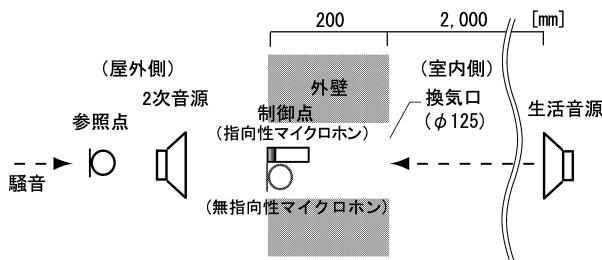 200
2,000
[mm]
(屋外側)
2次音源
参照点
騒音
外壁
制御点
(指向性マイクロホン)
(無指向性マイクロホン)
(室内側)
換気口
(φ125)
生活音源